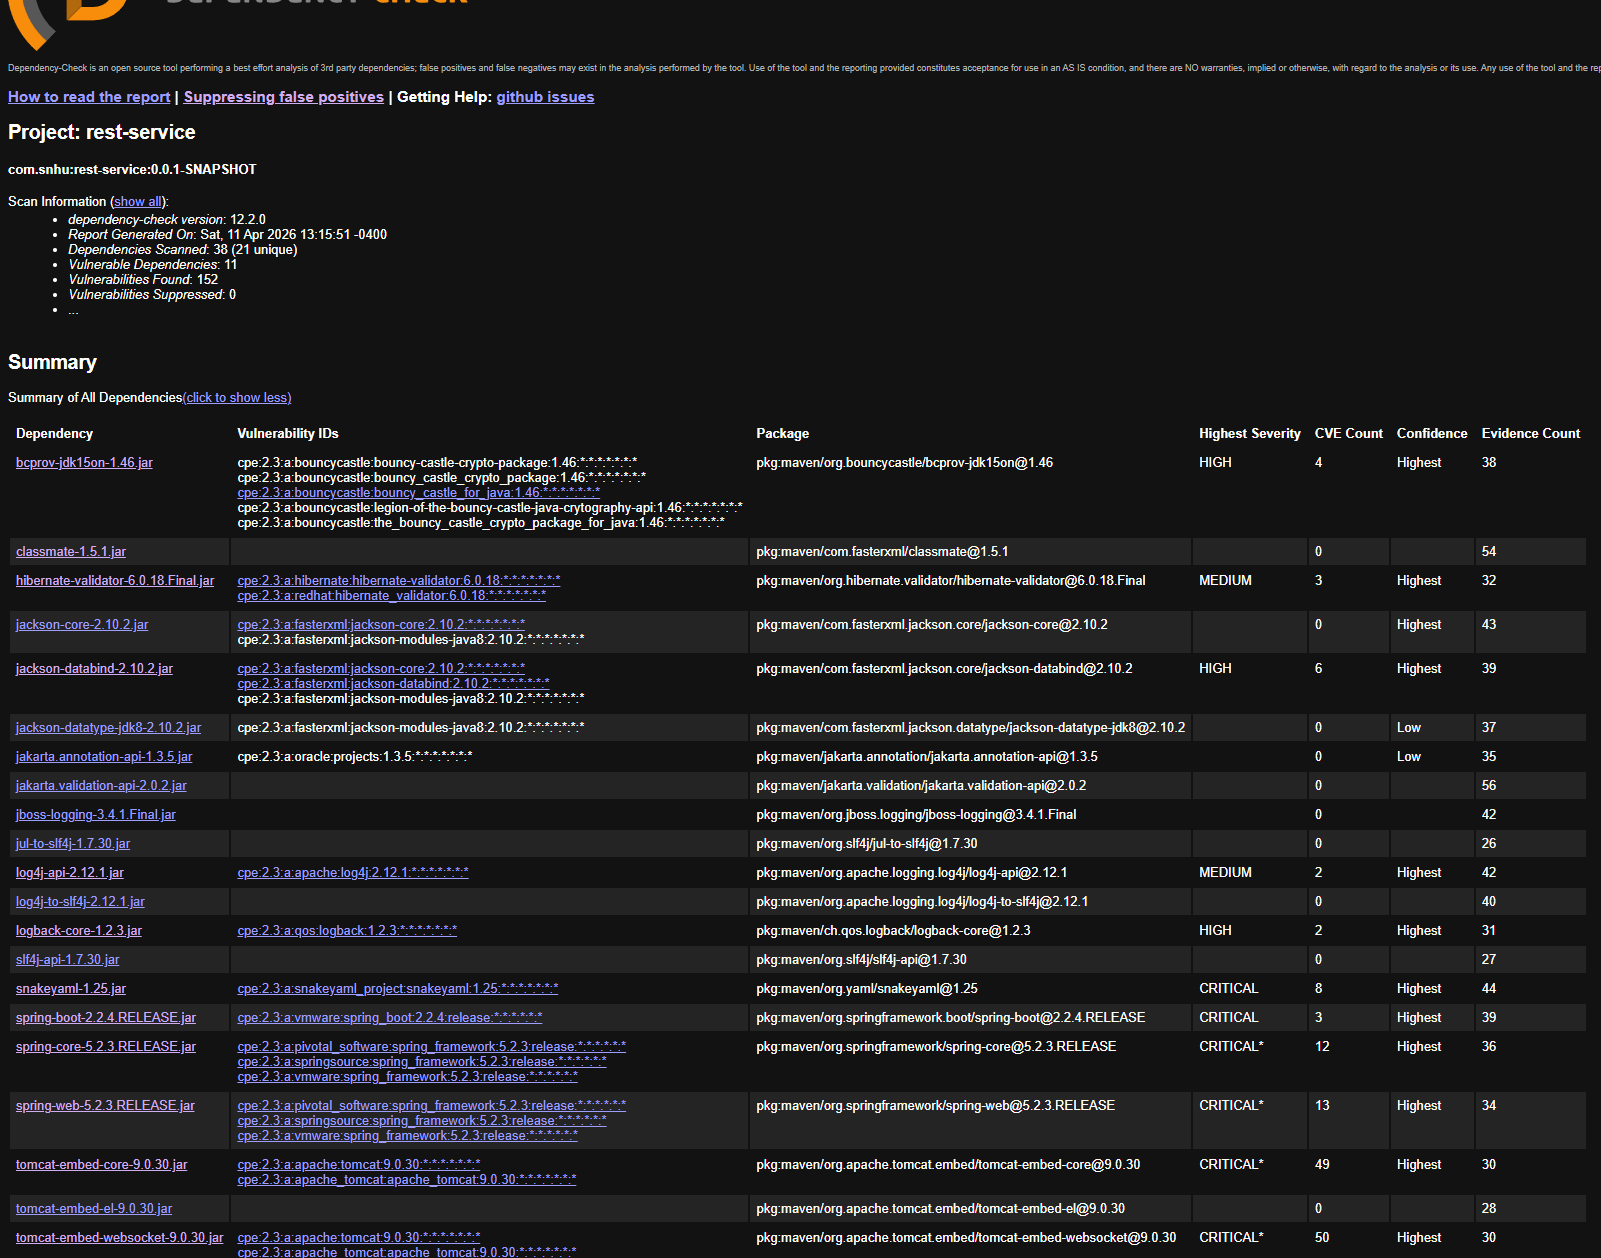 DEPENDENCY-CHECK
Dependency-Check is an open source tool performing a best effort analysis of 3rd party dependencies; false positives and false negatives may exist in the analysis performed by the tool. Use of the tool and the reporting provided constitutes acceptance for use in an AS IS condition, and there are NO warranties, implied or otherwise, with regard to the analysis or its use. Any use of the tool and the
How to read the report | Suppressing false positives | Getting Help: github issues
Project: rest-service
com.snhu:rest-service:0.0.1-SNAPSHOT
Scan Information (show all):
• dependency-check version: 12.2.0
• Report Generated On: Sat, 11 Apr 2026 13:15:51 -0400
• Dependencies Scanned: 38 (21 unique)
• Vulnerable Dependencies: 11
• Vulnerabilities Found: 152
• Vulnerabilities Suppressed: 0
• ...
Summary
Summary of All Dependencies(click to show less)
Dependency Vulnerability IDs Package Highest Severity CVE Count Confidence Evidence Count
bcprov-jdk15on-1.46.jar cpe:2.3:a:bouncycastle:bouncy-castle-crypto-package:1.46:*:*:*:*:*:*:* pkg:maven/org.bouncycastle/bcprov-jdk15on@1.46 HIGH 4 Highest 38
cpe:2.3:a:bouncycastle:bouncy_castle_crypto_package:1.46:*:*:*:*:*:*:*
cpe:2.3:a:bouncycastle:bouncy_castle_for_java:1.46:*:*:*:*:*:*:*
cpe:2.3:a:bouncycastle:legion-of-the-bouncy-castle-java-crytography-api:1.46:*:*:*:*:*:*:*
cpe:2.3:a:bouncycastle:the_bouncy_castle_crypto_package_for_java:1.46:*:*:*:*:*:*:*
classmate-1.5.1.jar pkg:maven/com.fasterxml/classmate@1.5.1 0 54
hibernate-validator-6.0.18.Final.jar cpe:2.3:a:hibernate:hibernate-validator:6.0.18:*:*:*:*:*:*:* pkg:maven/org.hibernate.validator/hibernate-validator@6.0.18.Final MEDIUM 3 Highest 32
cpe:2.3:a:redhat:hibernate_validator:6.0.18:*:*:*:*:*:*:*
jackson-core-2.10.2.jar cpe:2.3:a:fasterxml:jackson-core:2.10.2:*:*:*:*:*:*:* pkg:maven/com.fasterxml.jackson.core/jackson-core@2.10.2 0 Highest 43
cpe:2.3:a:fasterxml:jackson-modules-java8:2.10.2:*:*:*:*:*:*:*
jackson-databind-2.10.2.jar cpe:2.3:a:fasterxml:jackson-core:2.10.2:*:*:*:*:*:*:* pkg:maven/com.fasterxml.jackson.core/jackson-databind@2.10.2 HIGH 6 Highest 39
cpe:2.3:a:fasterxml:jackson-databind:2.10.2:*:*:*:*:*:*:*
cpe:2.3:a:fasterxml:jackson-modules-java8:2.10.2:*:*:*:*:*:*:*
jackson-datatype-jdk8-2.10.2.jar cpe:2.3:a:fasterxml:jackson-modules-java8:2.10.2:*:*:*:*:*:*:* pkg:maven/com.fasterxml.jackson.datatype/jackson-datatype-jdk8@2.10.2 0 Low 37
jakarta.annotation-api-1.3.5.jar cpe:2.3:a:oracle:projects:1.3.5:*:*:*:*:*:*:* pkg:maven/jakarta.annotation/jakarta.annotation-api@1.3.5 0 Low 35
jakarta.validation-api-2.0.2.jar pkg:maven/jakarta.validation/jakarta.validation-api@2.0.2 0 56
jboss-logging-3.4.1.Final.jar pkg:maven/org.jboss.logging/jboss-logging@3.4.1.Final 0 42
jul-to-slf4j-1.7.30.jar pkg:maven/org.slf4j/jul-to-slf4j@1.7.30 0 26
log4j-api-2.12.1.jar cpe:2.3:a:apache:log4j:2.12.1:*:*:*:*:*:*:* pkg:maven/org.apache.logging.log4j/log4j-api@2.12.1 MEDIUM 2 Highest 42
log4j-to-slf4j-2.12.1.jar pkg:maven/org.apache.logging.log4j/log4j-to-slf4j@2.12.1 0 40
logback-core-1.2.3.jar cpe:2.3:a:qos:logback:1.2.3:*:*:*:*:*:*:* pkg:maven/ch.qos.logback/logback-core@1.2.3 HIGH 2 Highest 31
slf4j-api-1.7.30.jar pkg:maven/org.slf4j/slf4j-api@1.7.30 0 27
snakeyaml-1.25.jar cpe:2.3:a:snakeyaml_project:snakeyaml:1.25:*:*:*:*:*:*:* pkg:maven/org.yaml/snakeyaml@1.25 CRITICAL 8 Highest 44
spring-boot-2.2.4.RELEASE.jar cpe:2.3:a:vmware:spring_boot:2.2.4:release:*:*:*:*:*:* pkg:maven/org.springframework.boot/spring-boot@2.2.4.RELEASE CRITICAL 3 Highest 39
spring-core-5.2.3.RELEASE.jar cpe:2.3:a:pivotal_software:spring_framework:5.2.3:release:*:*:*:*:*:* pkg:maven/org.springframework/spring-core@5.2.3.RELEASE CRITICAL* 12 Highest 36
cpe:2.3:a:springsource:spring_framework:5.2.3:release:*:*:*:*:*:*
cpe:2.3:a:vmware:spring_framework:5.2.3:release:*:*:*:*:*:*
spring-web-5.2.3.RELEASE.jar cpe:2.3:a:pivotal_software:spring_framework:5.2.3:release:*:*:*:*:*:* pkg:maven/org.springframework/spring-web@5.2.3.RELEASE CRITICAL* 13 Highest 34
cpe:2.3:a:springsource:spring_framework:5.2.3:release:*:*:*:*:*:*
cpe:2.3:a:vmware:spring_framework:5.2.3:release:*:*:*:*:*:*
tomcat-embed-core-9.0.30.jar cpe:2.3:a:apache:tomcat:9.0.30:*:*:*:*:*:*:* pkg:maven/org.apache.tomcat.embed/tomcat-embed-core@9.0.30 CRITICAL* 49 Highest 30
cpe:2.3:a:apache_tomcat:apache_tomcat:9.0.30:*:*:*:*:*:*:*
tomcat-embed-el-9.0.30.jar pkg:maven/org.apache.tomcat.embed/tomcat-embed-el@9.0.30 0 28
tomcat-embed-websocket-9.0.30.jar cpe:2.3:a:apache:tomcat:9.0.30:*:*:*:*:*:*:* pkg:maven/org.apache.tomcat.embed/tomcat-embed-websocket@9.0.30 CRITICAL* 50 Highest 30
cpe:2.3:a:apache_tomcat:apache_tomcat:9.0.30:*:*:*:*:*:*:*